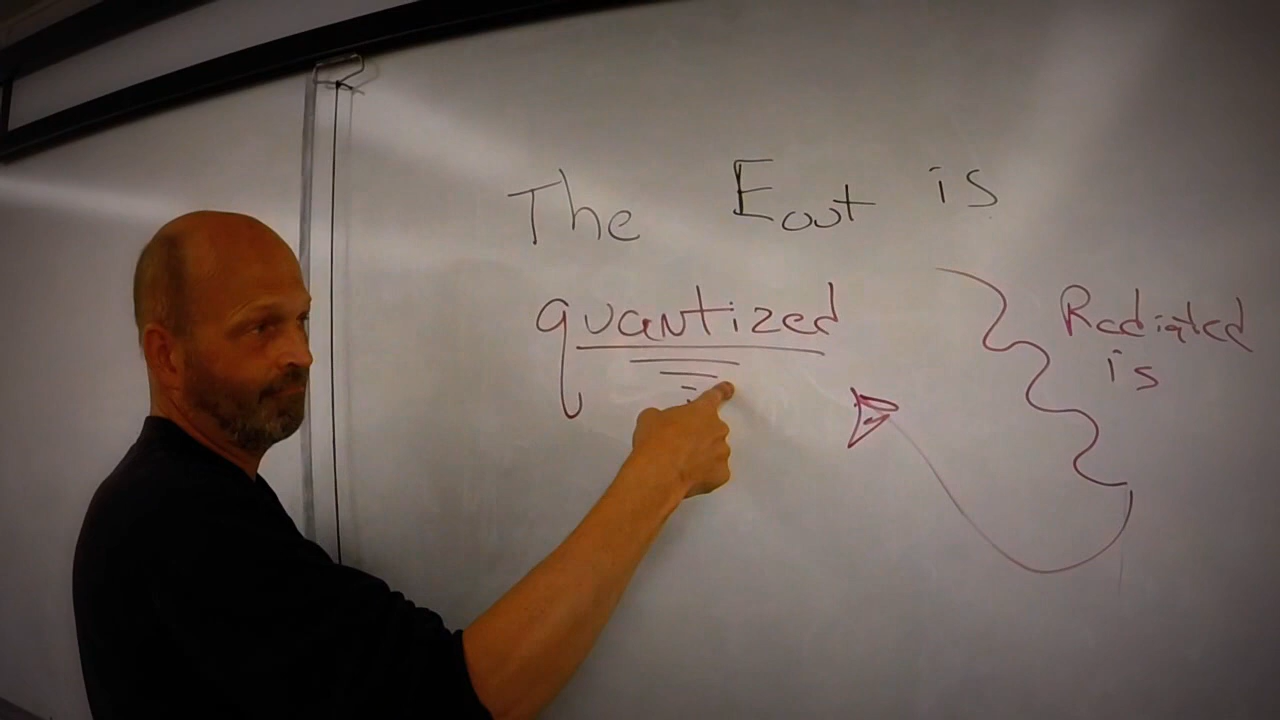 The Eout is
quantized
Radiated
is